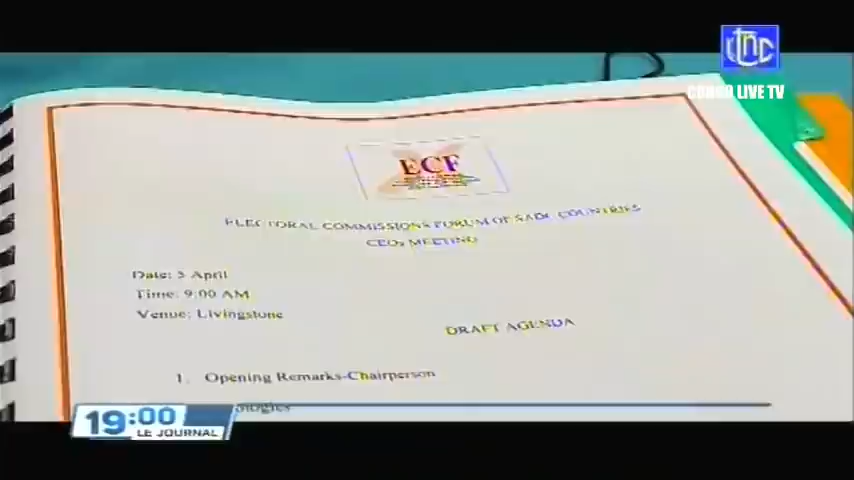 rtnc
CONGO LIVE TV
ECF
ELECTORAL COMMISSIONS FORUM OF SADC COUNTRIES
CEOs MEETING
Date: 5 April
Time: 9:00 AM
Venue: Livingstone
DRAFT AGENDA
1. Opening Remarks-Chairperson
19:00
LE JOURNAL